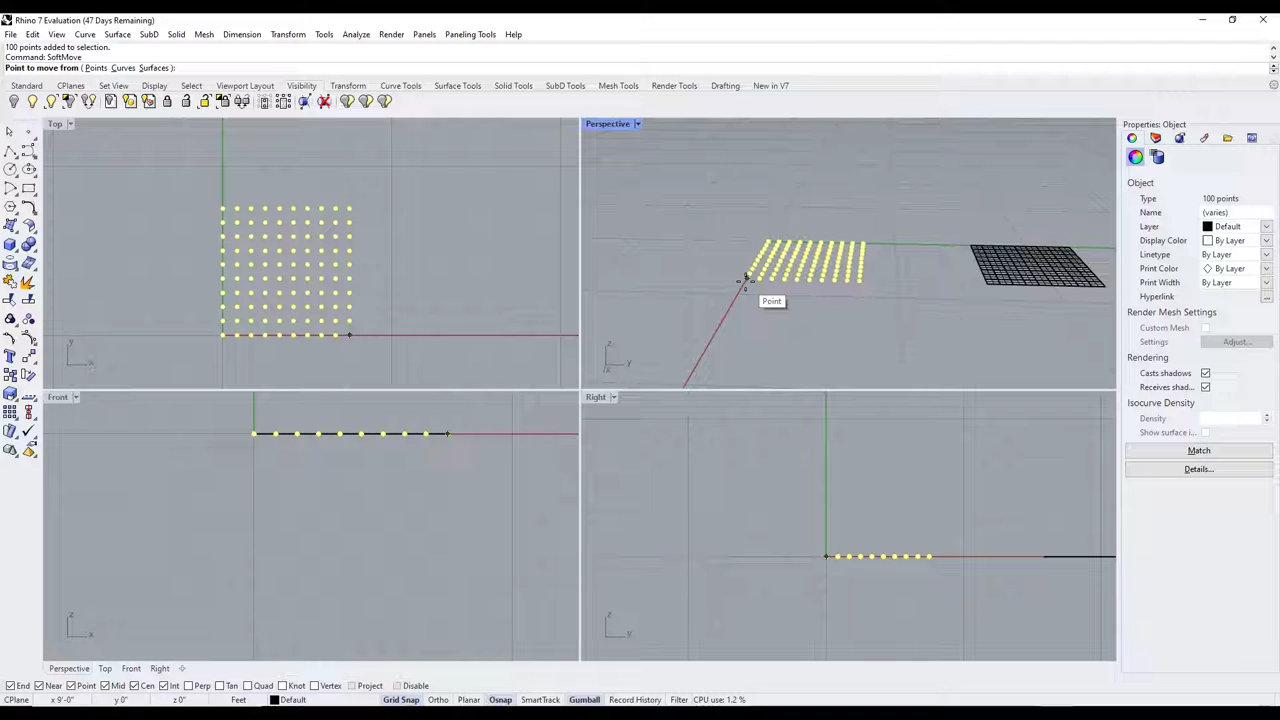 Rhino 7 Evaluation (47 Days Remaining)
File Edit View Curve Surface SubD Solid Mesh Dimension Transform Tools Analyze Render Panels Paneling Tools Help
100 points added to selection.
Command: SoftMove
Point to move from ( Points Curves Surfaces ):
Standard CPlanes Set View Display Select Viewport Layout Visibility Transform Curve Tools Surface Tools Solid Tools SubD Tools Mesh Tools Render Tools Drafting New in V7
Top
Perspective
Properties: Object
Object
Type 100 points
Name (varies)
Layer Default
Display Color By Layer
Linetype By Layer
Print Color By Layer
Print Width By Layer
Hyperlink ...
Render Mesh Settings
Custom Mesh
Settings Adjust...
Rendering
Casts shadows
Receives shad...
Isocurve Density
Density
Show surface i...
Match
Details...
Point
y
x
z
y
x
Front
Right
z
x
z
y
Perspective Top Front Right
End Near Point Mid Cen Int Perp Tan Quad Knot Vertex Project Disable
CPlane x 9'-0" y 0" z 0" Feet Default Grid Snap Ortho Planar Osnap SmartTrack Gumball Record History Filter CPU use: 1.2 %